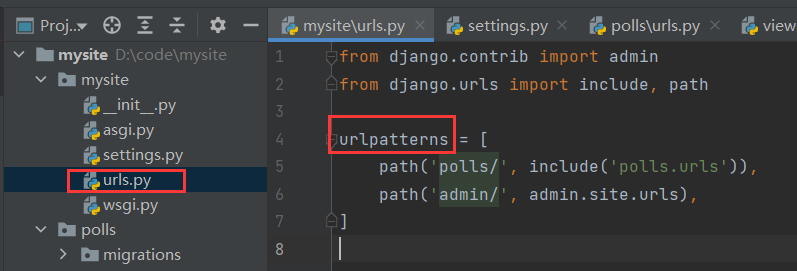 Proj...
mysite\urls.py
settings.py
polls\urls.py
view
mysite D:\code\mysite
mysite
__init__.py
asgi.py
settings.py
urls.py
wsgi.py
polls
migrations
1 from django.contrib import admin
2 from django.urls import include, path
3
4 urlpatterns = [
5     path('polls/', include('polls.urls')),
6     path('admin/', admin.site.urls),
7 ]
8